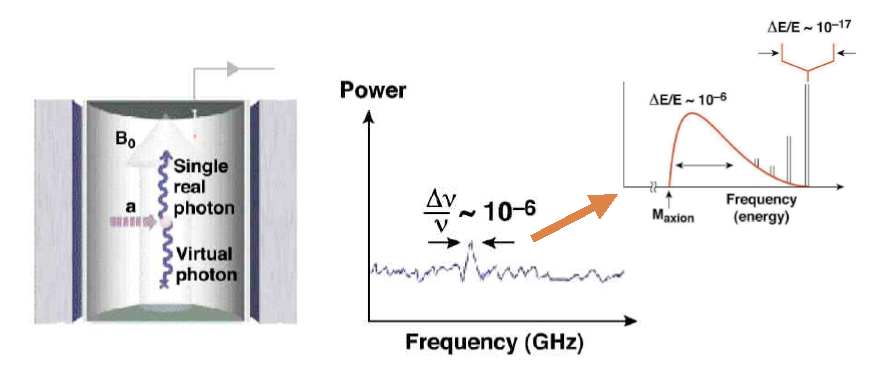 B₀
Single
real
photon
a
Virtual
photon
Power
Δν
ν
~ 10⁻⁶
Frequency (GHz)
ΔE/E ~ 10⁻¹⁷
ΔE/E ~ 10⁻⁶
Maxion
Frequency
(energy)